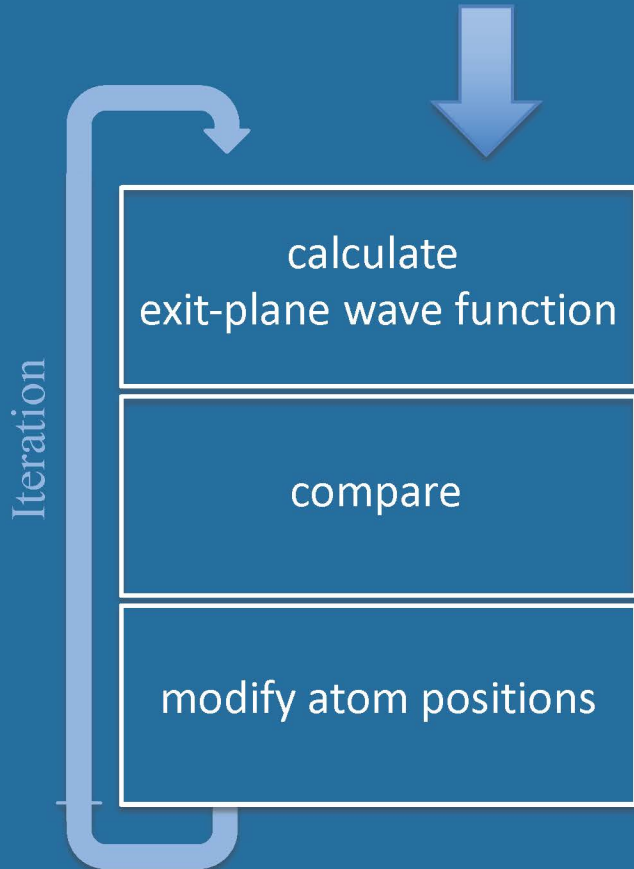 calculate
exit-plane wave function
Iteration
compare
modify atom positions